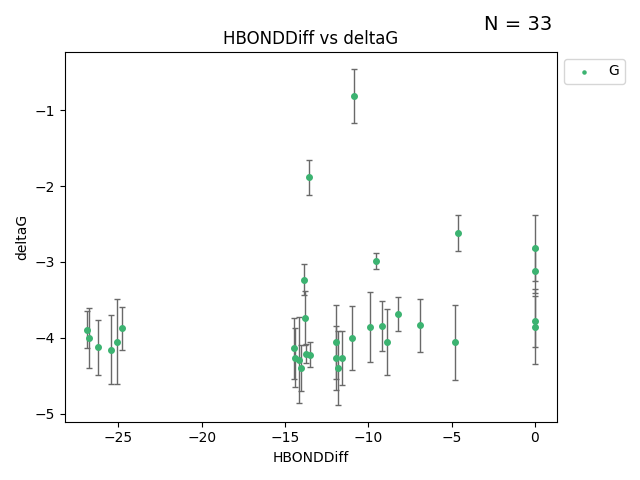 N = 33
HBONDDiff vs deltaG
G
deltaG
−1
−2
−3
−4
−5
−25
−20
−15
−10
−5
0
HBONDDiff